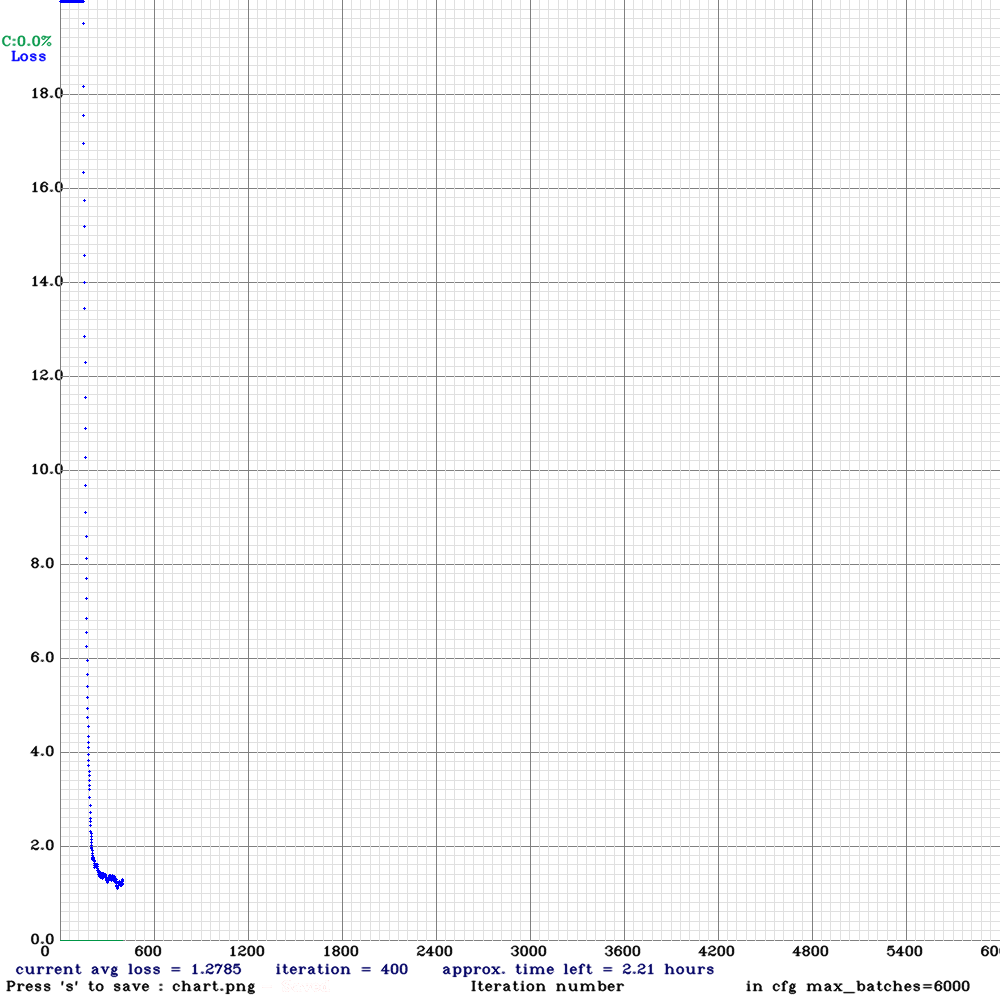 C:0.0%
Loss
18.0
16.0
14.0
12.0
10.0
8.0
6.0
4.0
2.0
0.0
0 600 1200 1800 2400 3000 3600 4200 4800 5400 60
current avg loss = 1.2785 iteration = 400 approx. time left = 2.21 hours
Press 's' to save : chart.png Iteration number in cfg max_batches=6000